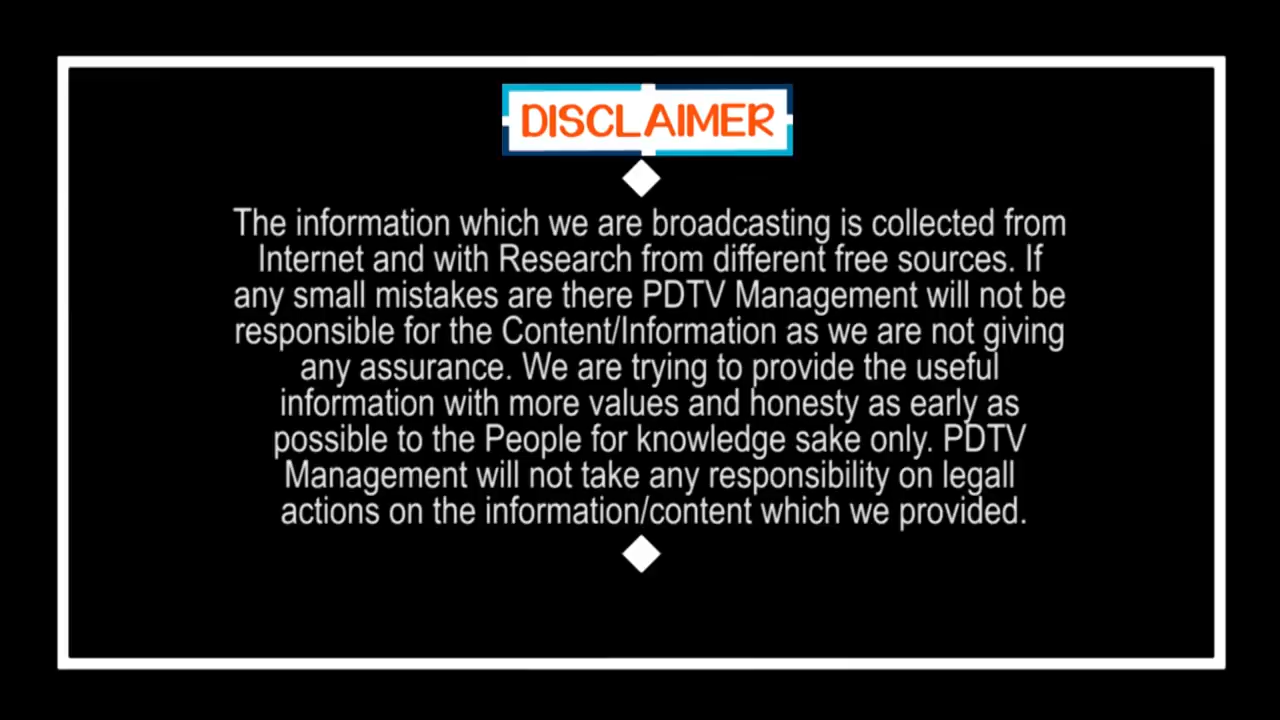 DISCLAIMER
The information which we are broadcasting is collected from
Internet and with Research from different free sources. If
any small mistakes are there PDTV Management will not be
responsible for the Content/Information as we are not giving
any assurance. We are trying to provide the useful
information with more values and honesty as early as
possible to the People for knowledge sake only. PDTV
Management will not take any responsibility on legall
actions on the information/content which we provided.